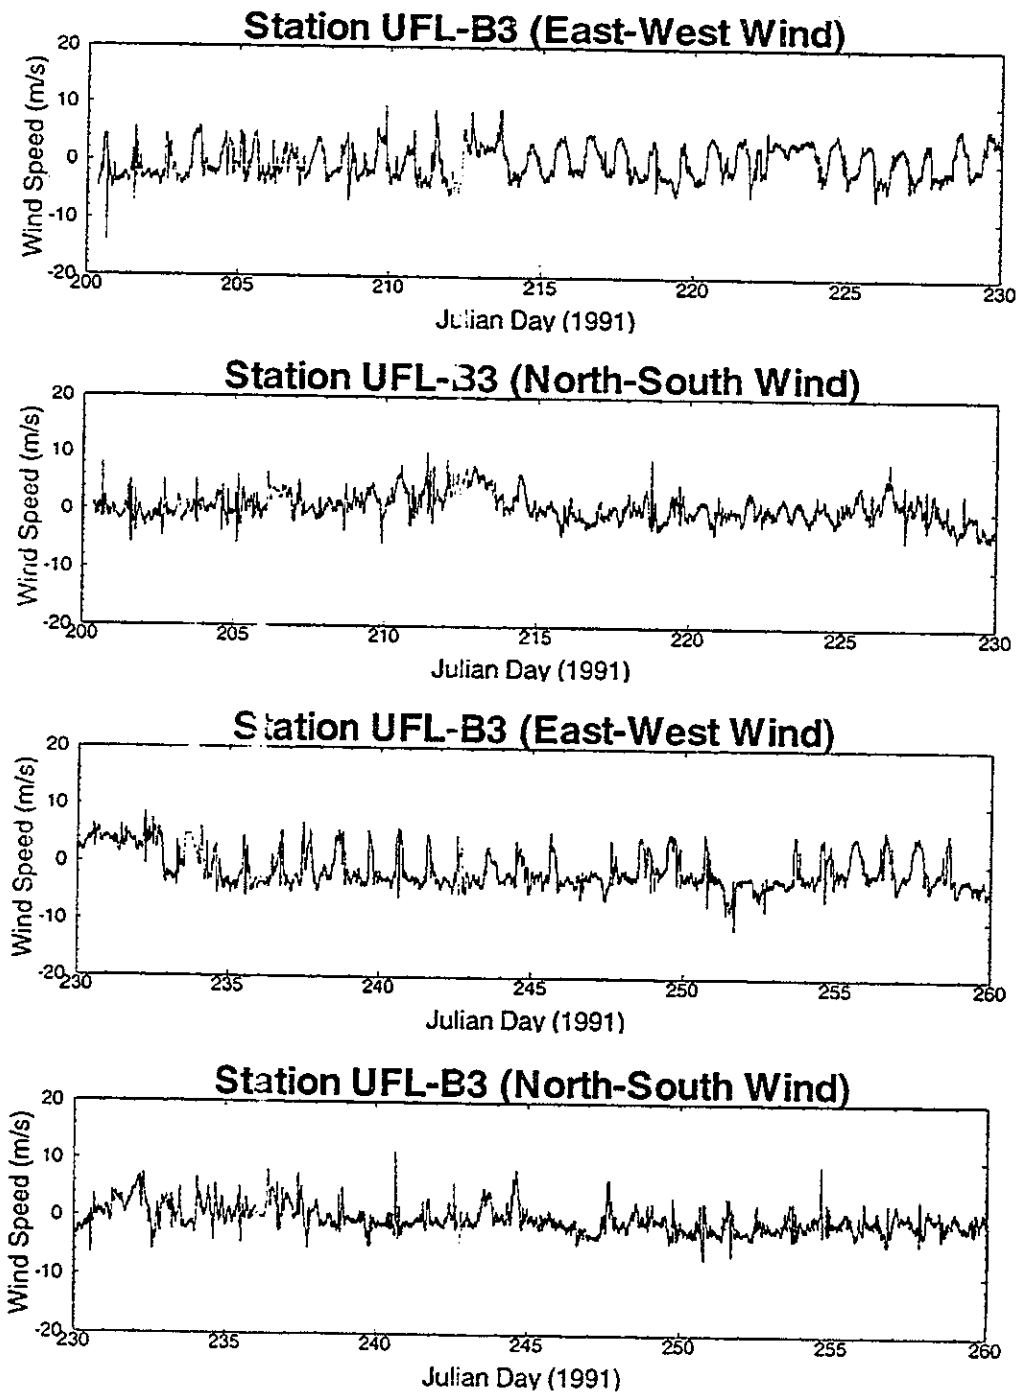 Station UFL-B3 (East-West Wind)
Wind Speed (m/s)
20
10
0
-10
-20
200 205 210 215 220 225 230
Julian Day (1991)
Station UFL-B3 (North-South Wind)
Wind Speed (m/s)
20
10
0
-10
-20
200 205 210 215 220 225 230
Julian Day (1991)
Station UFL-B3 (East-West Wind)
Wind Speed (m/s)
20
10
0
-10
-20
230 235 240 245 250 255 260
Julian Day (1991)
Station UFL-B3 (North-South Wind)
Wind Speed (m/s)
20
10
0
-10
-20
230 235 240 245 250 255 260
Julian Day (1991)